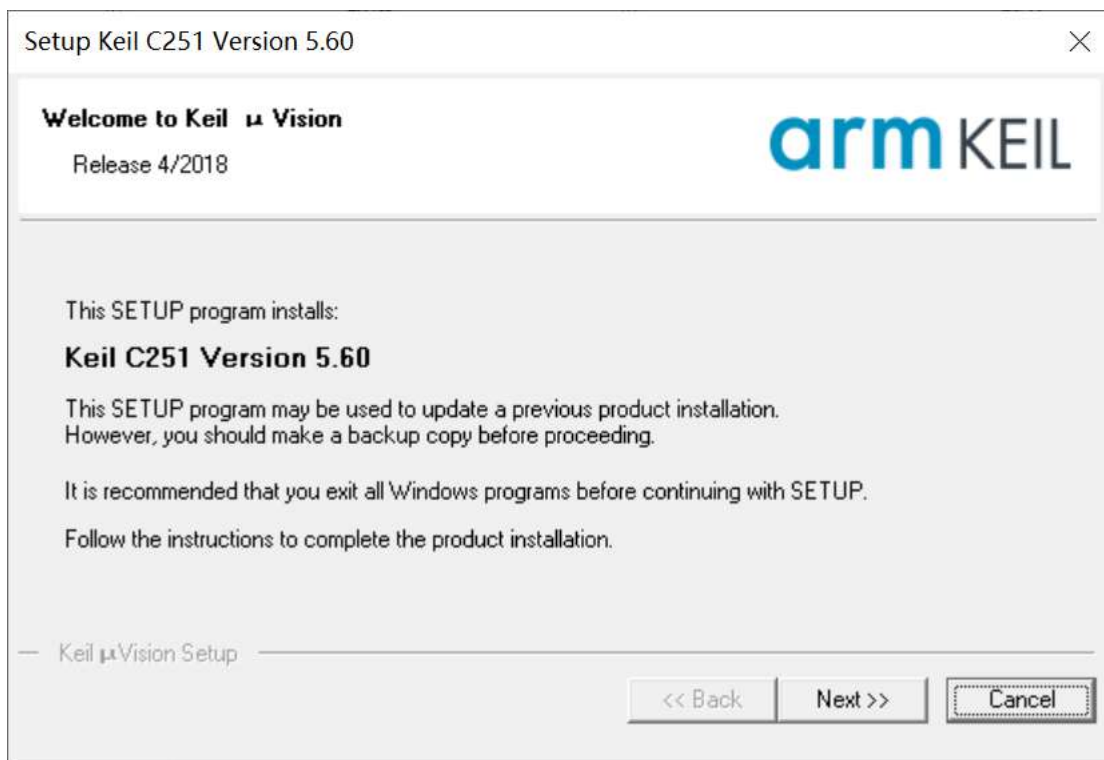 Setup Keil C251 Version 5.60
Welcome to Keil μ Vision
Release 4/2018
arm KEIL
This SETUP program installs:
Keil C251 Version 5.60
This SETUP program may be used to update a previous product installation.
However, you should make a backup copy before proceeding.
It is recommended that you exit all Windows programs before continuing with SETUP.
Follow the instructions to complete the product installation.
Keil μVision Setup
<< Back
Next >>
Cancel